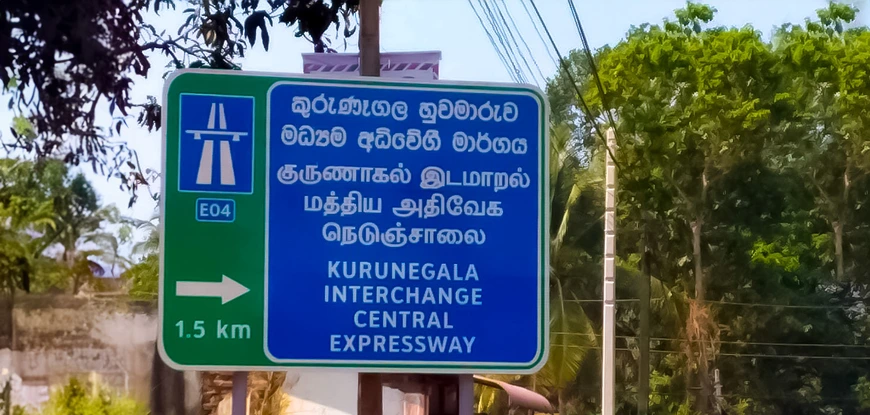 E04
1.5 km
කුරුණෑගල හුවමාරුව
මධ්‍යම අධිවේගී මාර්ගය
குருணாகல் இடமாறல்
மத்திய அதிவேக
நெடுஞ்சாலை
KURUNEGALA
INTERCHANGE
CENTRAL
EXPRESSWAY